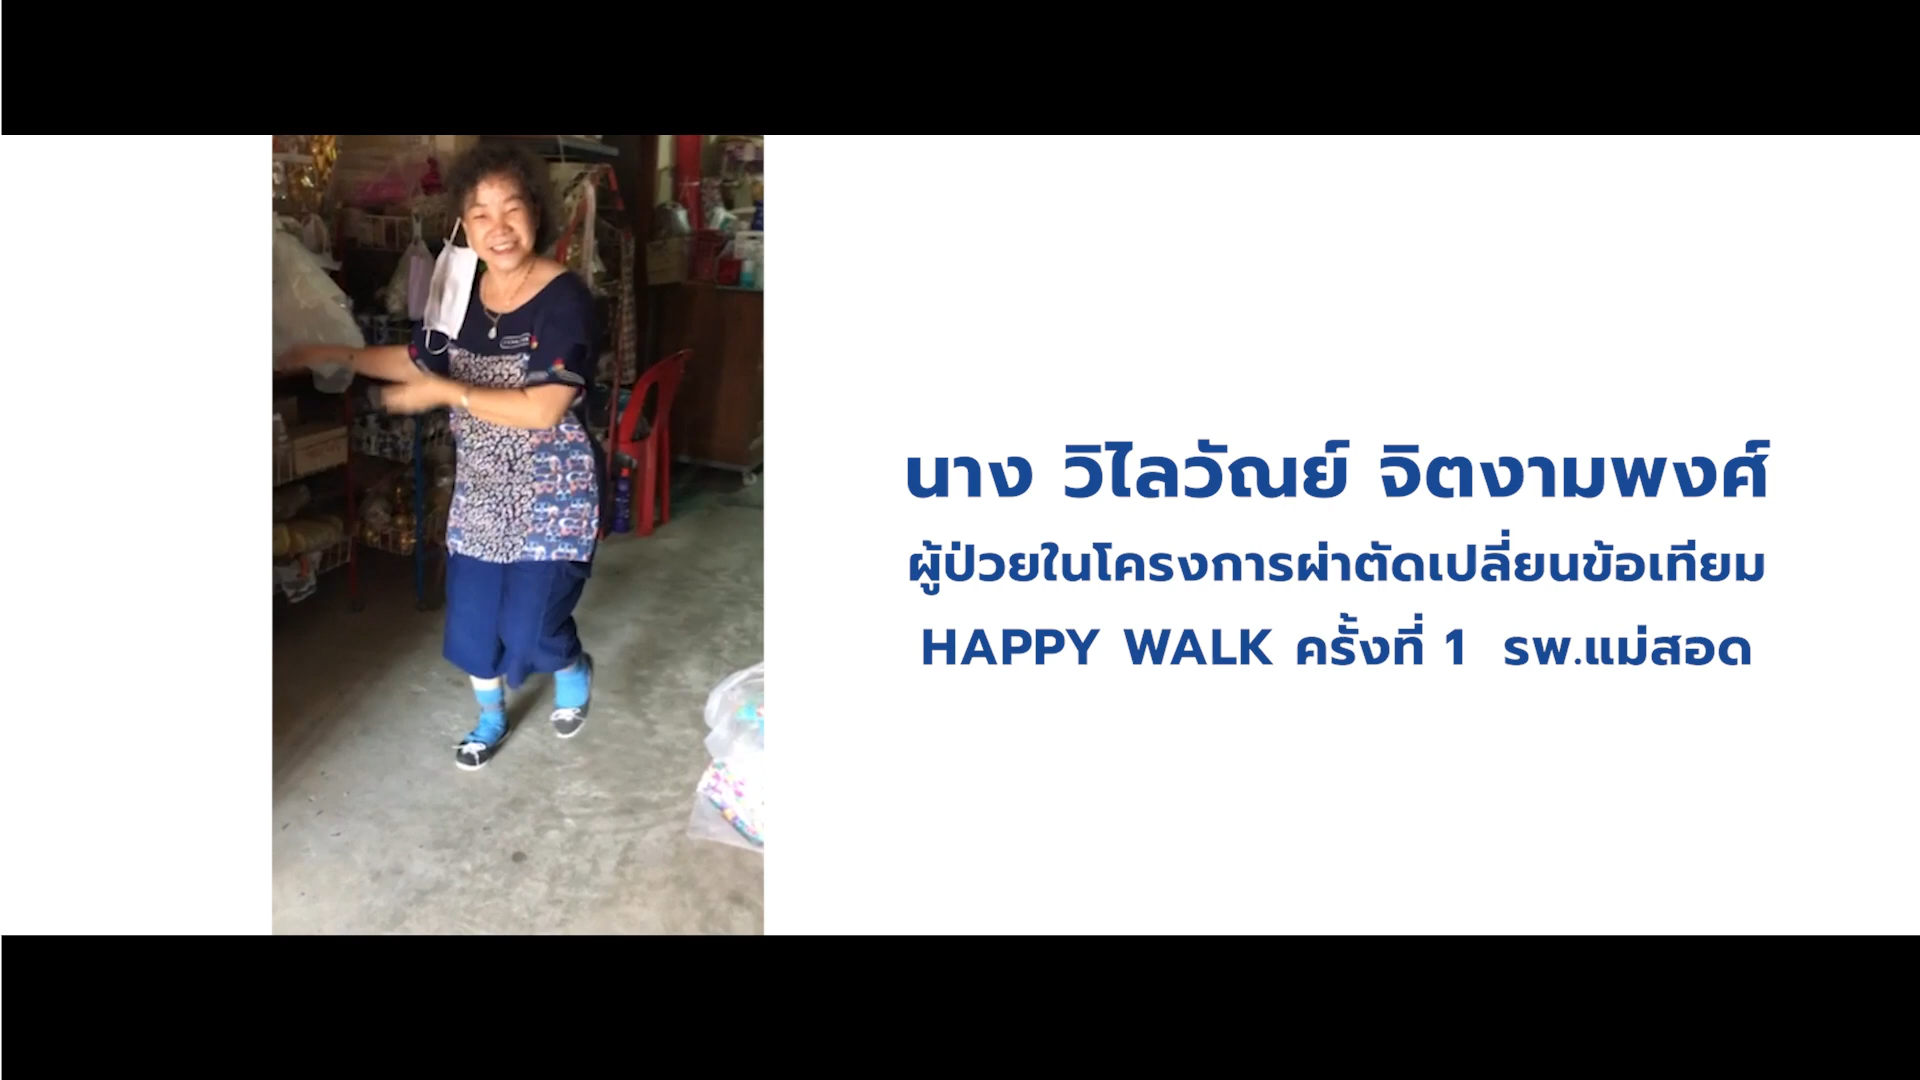 นาง วิไลวัณย์ จิตงามพงศ์
ผู้ป่วยในโครงการผ่าตัดเปลี่ยนข้อเทียม
HAPPY WALK ครั้งที่ 1 รพ.แม่สอด